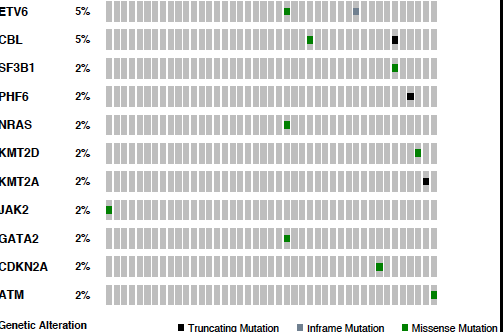 ETV6 5%
CBL 5%
SF3B1 2%
PHF6 2%
NRAS 2%
KMT2D 2%
KMT2A 2%
JAK2 2%
GATA2 2%
CDKN2A 2%
ATM 2%
Genetic Alteration Truncating Mutation Inframe Mutation Missense Mutation